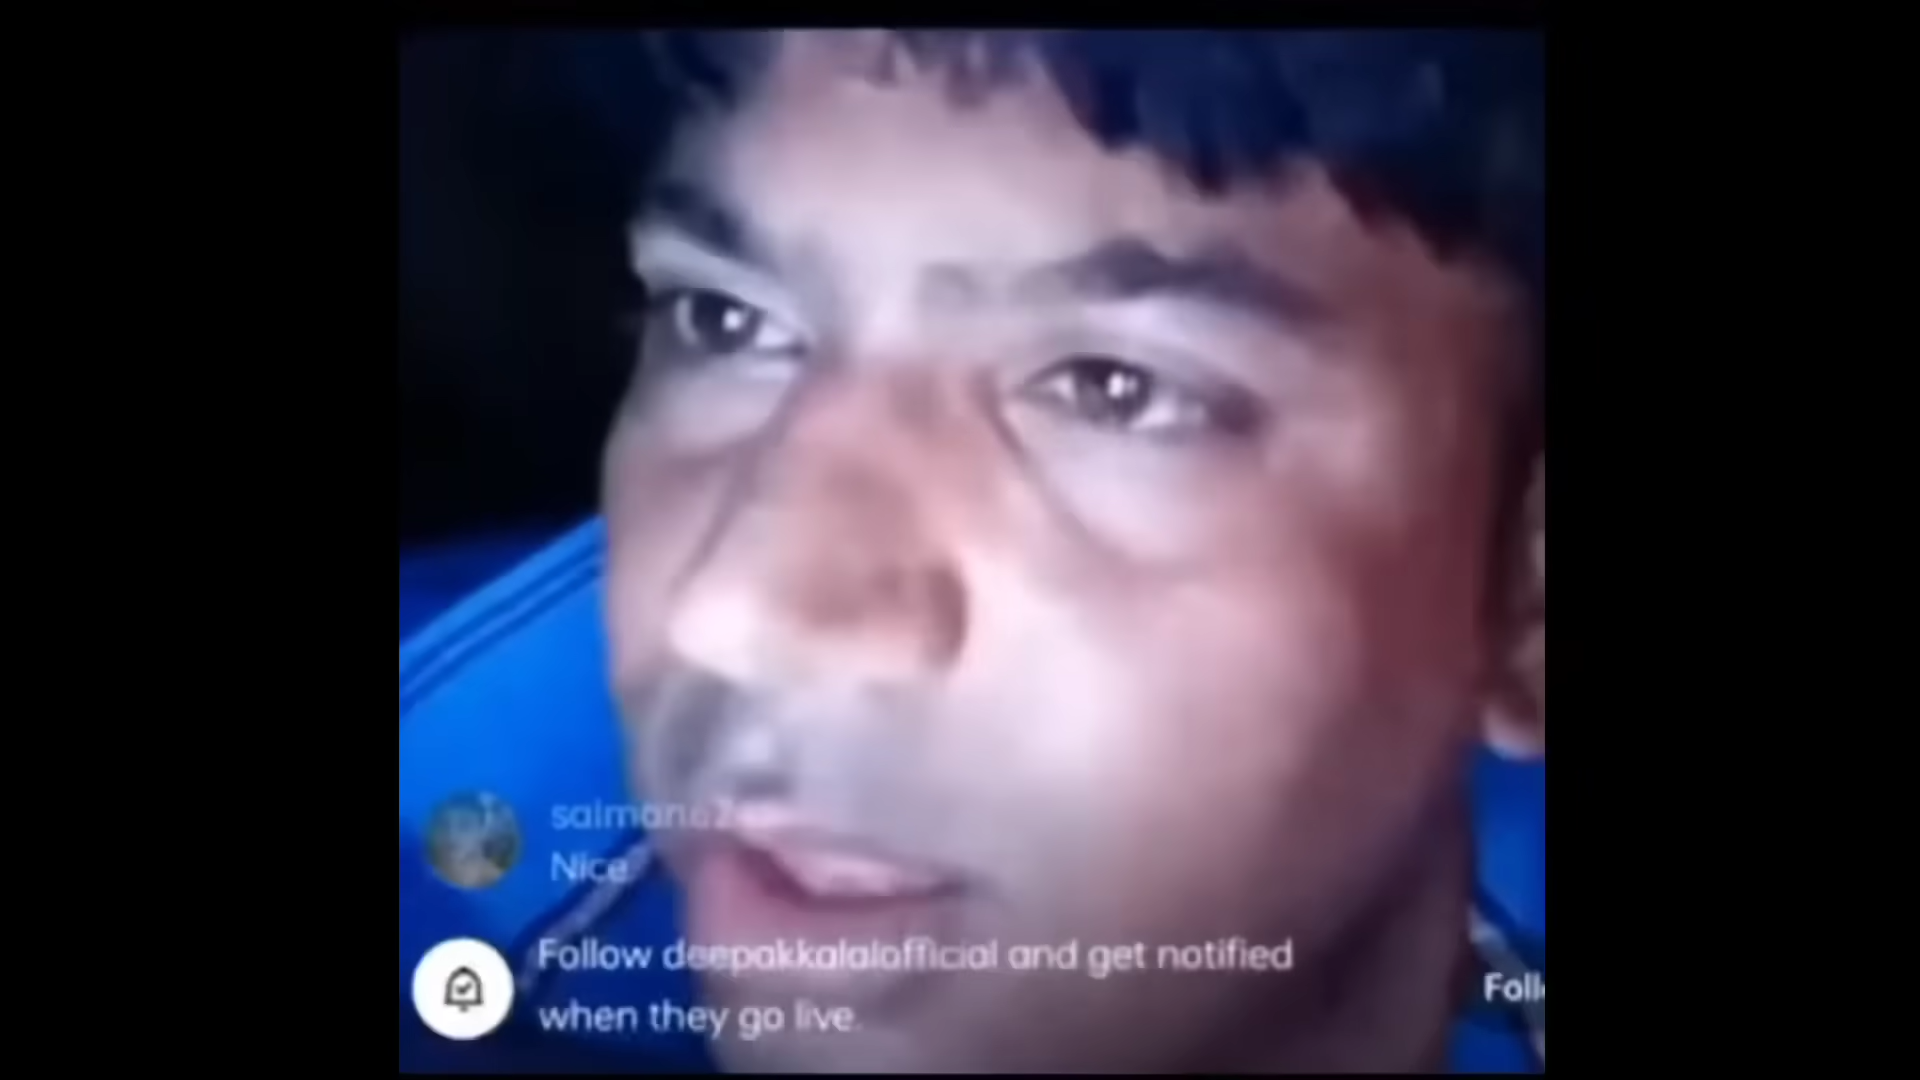 Nice
Follow deepakkalalofficial and get notified
when they go live.